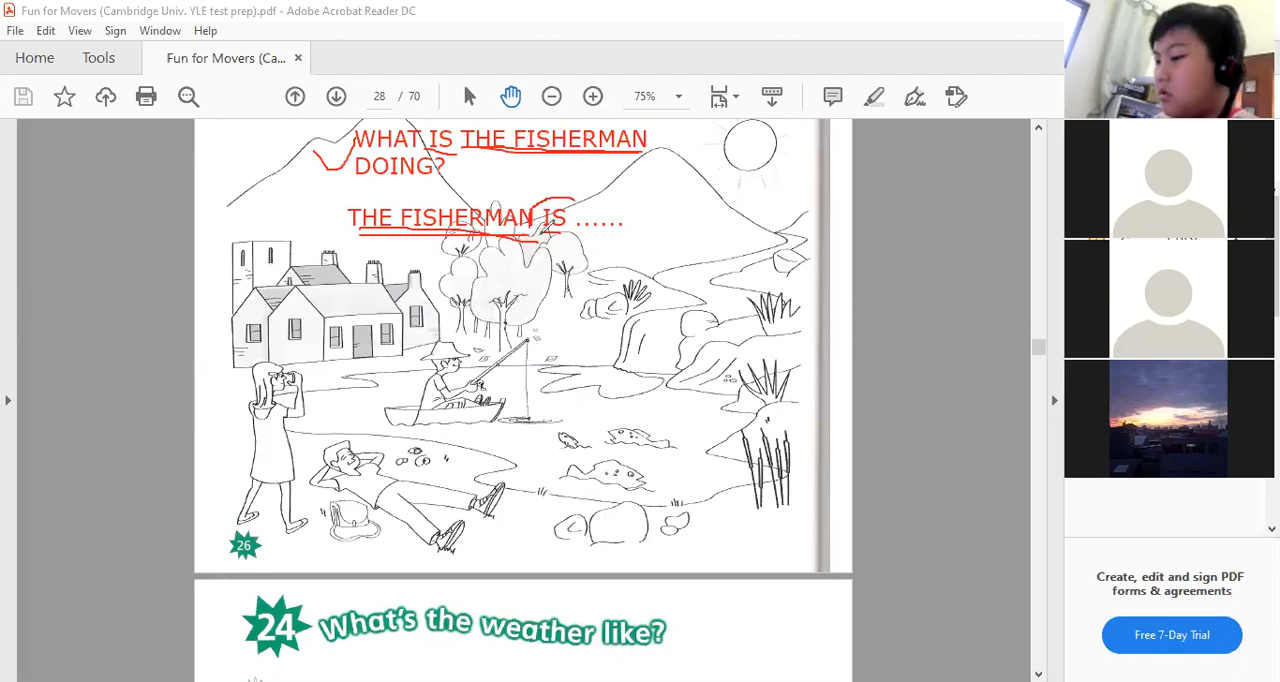 Fun for Movers (Cambridge Univ. YLE test prep).pdf - Adobe Acrobat Reader DC
File Edit View Sign Window Help
Home Tools Fun for Movers (Ca... ×
28 / 70 75%
WHAT IS THE FISHERMAN
DOING?
THE FISHERMAN IS ......
26
24 What's the weather like?
Create, edit and sign PDF
forms & agreements
Free 7-Day Trial